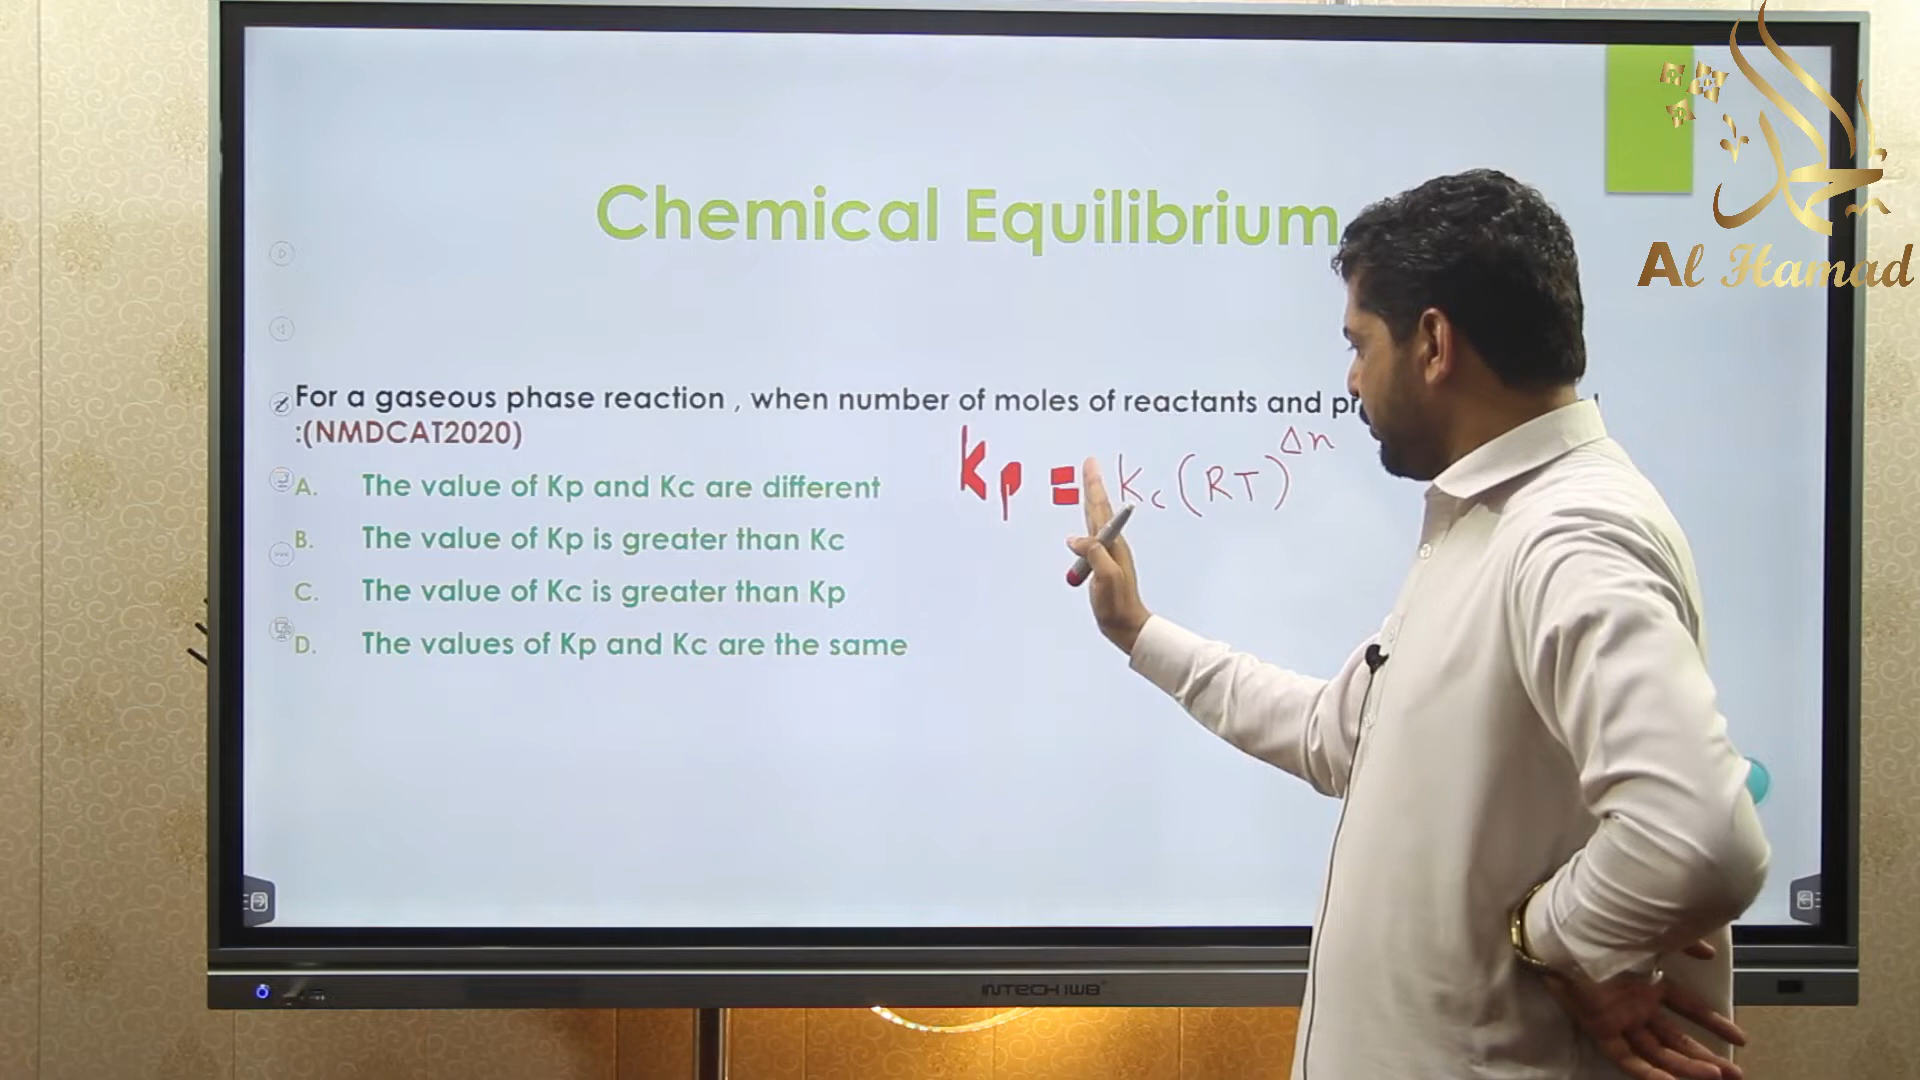 Al Hamad
Chemical Equilibrium
For a gaseous phase reaction , when number of moles of reactants and
:(NMDCAT2020)
Kp = Kc (RT)^Δn
A. The value of Kp and Kc are different
B. The value of Kp is greater than Kc
C. The value of Kc is greater than Kp
D. The values of Kp and Kc are the same
INTECH IWB